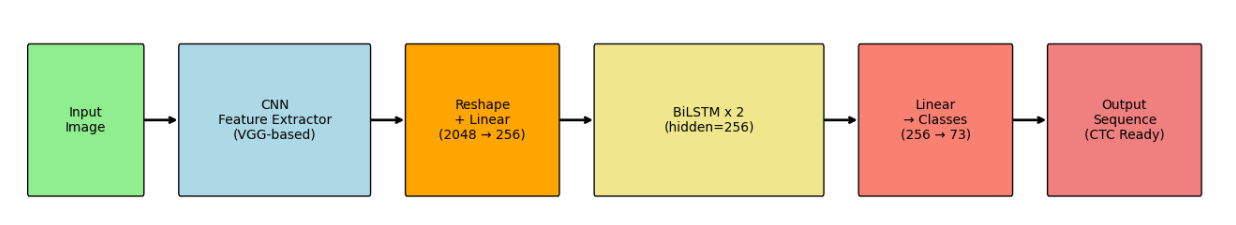 Input
Image
CNN
Feature Extractor
(VGG-based)
Reshape
+ Linear
(2048 → 256)
BiLSTM x 2
(hidden=256)
Linear
→ Classes
(256 → 73)
Output
Sequence
(CTC Ready)